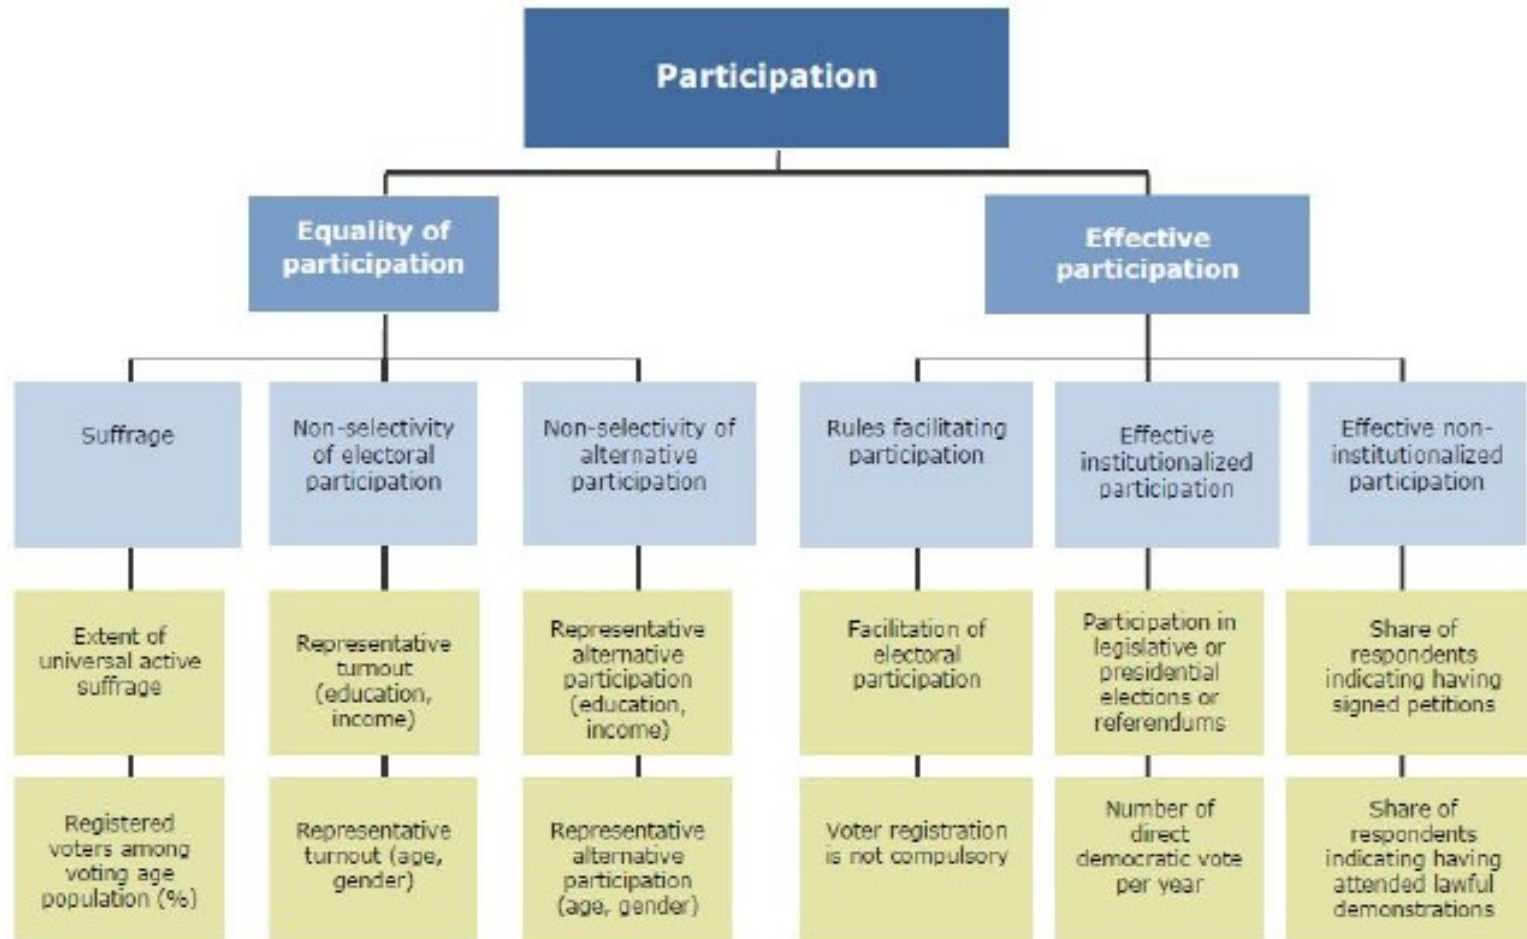 Participation
Equality of
participation
Effective
participation
Suffrage
Non-selectivity
of electoral
participation
Non-selectivity of
alternative
participation
Rules facilitating
participation
Effective
institutionalized
participation
Effective non-
institutionalized
participation
Extent of
universal active
suffrage
Representative
turnout
(education,
income)
Representative
alternative
participation
(education,
income)
Facilitation of
electoral
participation
Participation in
legislative or
presidential
elections or
referendums
Share of
respondents
indicating having
signed petitions
Registered
voters among
voting age
population (%)
Representative
turnout (age,
gender)
Representative
alternative
participation
(age, gender)
Voter registration
is not compulsory
Number of
direct
democratic vote
per year
Share of
respondents
indicating having
attended lawful
demonstrations